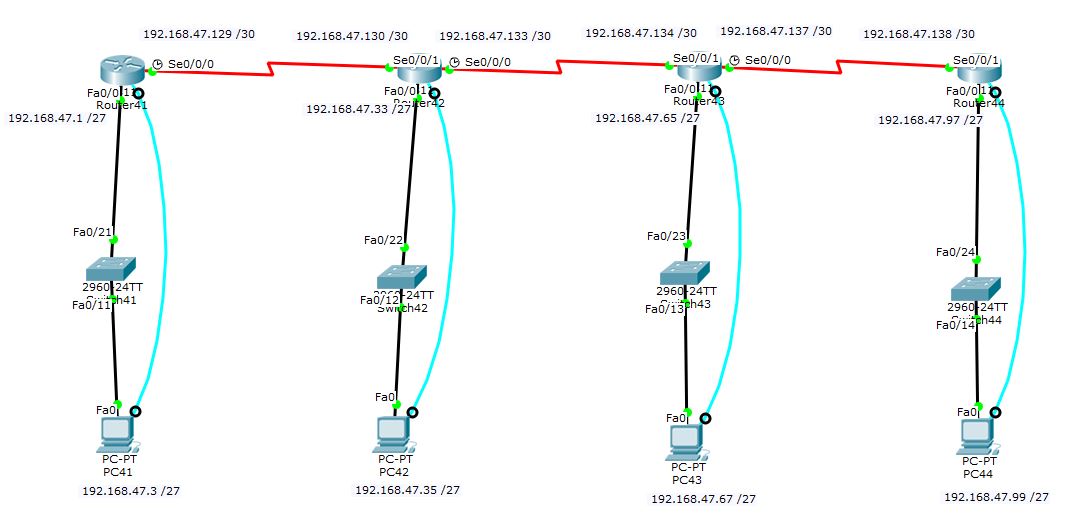 192.168.47.129 /30
192.168.47.130 /30
192.168.47.133 /30
192.168.47.134 /30
192.168.47.137 /30
192.168.47.138 /30
Se0/0/0
Se0/0/1
Se0/0/0
Se0/0/1
Se0/0/0
Se0/0/1
Fa0/0
Router41
192.168.47.1 /27
Fa0/0
192.168.47.33 /27
Fa0/0
Router43
192.168.47.65 /27
Fa0/0
Router44
192.168.47.97 /27
Fa0/21
2960-24TT
Fa0/11
Fa0/22
2960-24TT
Fa0/12
Switch42
Fa0/23
2960-24TT
Fa0/13
Fa0/24
2960-24TT
Switch44
Fa0/14
Fa0
PC-PT
PC41
192.168.47.3 /27
Fa0
PC-PT
PC42
192.168.47.35 /27
Fa0
PC-PT
PC43
192.168.47.67 /27
Fa0
PC-PT
PC44
192.168.47.99 /27